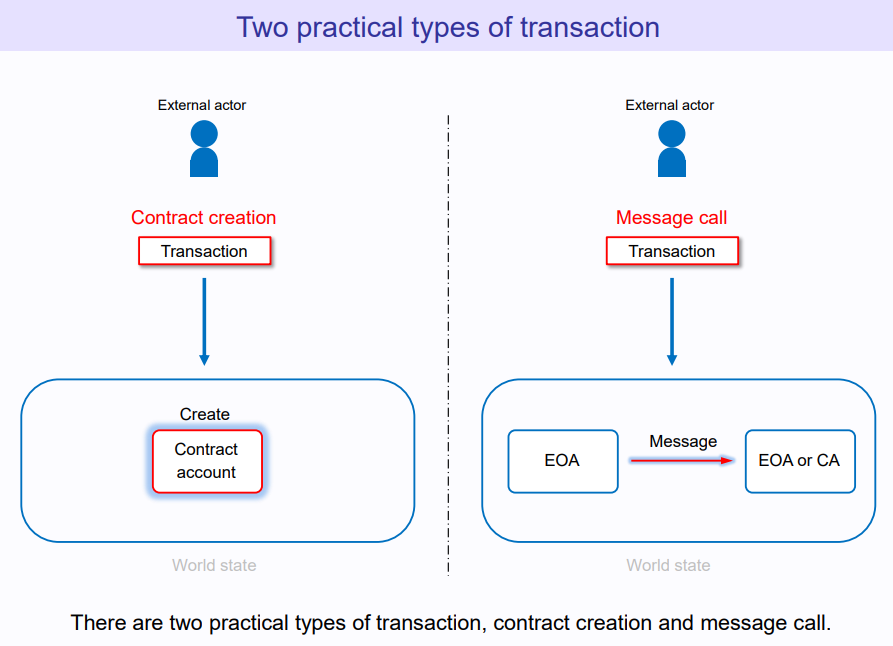 Two practical types of transaction
External actor
Contract creation
Transaction
Create
Contract
account
World state
External actor
Message call
Transaction
EOA
Message
EOA or CA
World state
There are two practical types of transaction, contract creation and message call.